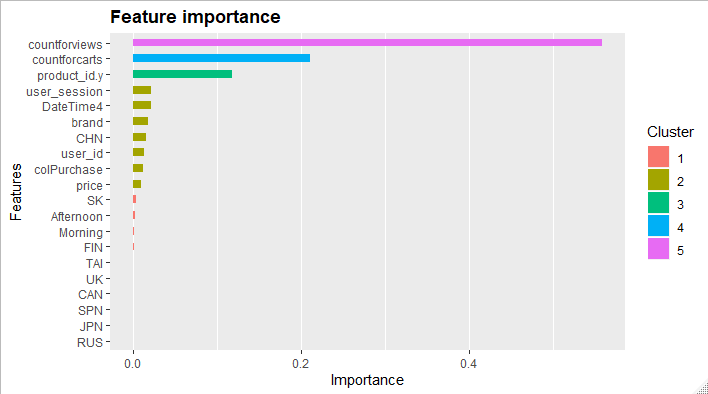 Feature importance
countforviews
countforcarts
product_id.y
user_session
DateTime4
brand
CHN
user_id
colPurchase
price
SK
Afternoon
Morning
FIN
TAI
UK
CAN
SPN
JPN
RUS
Features
0.0 0.2 0.4
Importance
Cluster
1
2
3
4
5